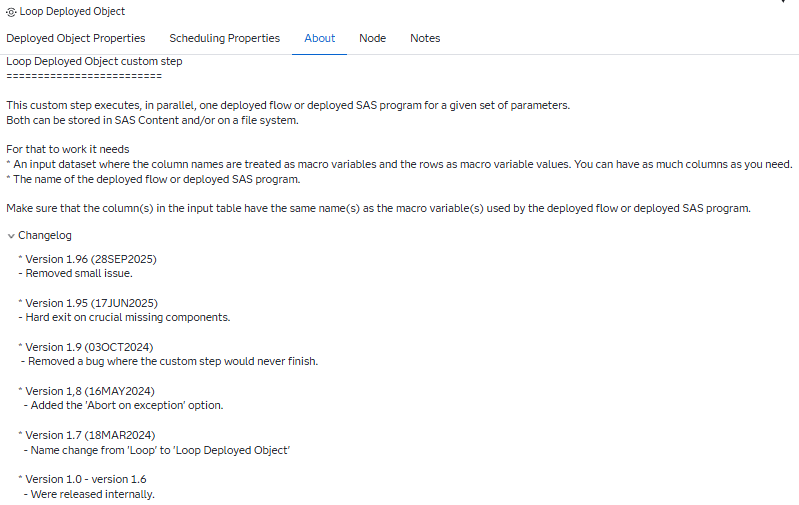 Loop Deployed Object
Deployed Object Properties Scheduling Properties About Node Notes
Loop Deployed Object custom step
=========================
This custom step executes, in parallel, one deployed flow or deployed SAS program for a given set of parameters.
Both can be stored in SAS Content and/or on a file system.
For that to work it needs
* An input dataset where the column names are treated as macro variables and the rows as macro variable values. You can have as much columns as you need.
* The name of the deployed flow or deployed SAS program.
Make sure that the column(s) in the input table have the same name(s) as the macro variable(s) used by the deployed flow or deployed SAS program.
Changelog
* Version 1.96 (28SEP2025)
- Removed small issue.
* Version 1.95 (17JUN2025)
- Hard exit on crucial missing components.
* Version 1.9 (03OCT2024)
- Removed a bug where the custom step would never finish.
* Version 1,8 (16MAY2024)
- Added the 'Abort on exception' option.
* Version 1.7 (18MAR2024)
- Name change from 'Loop' to 'Loop Deployed Object'
* Version 1.0 - version 1.6
- Were released internally.